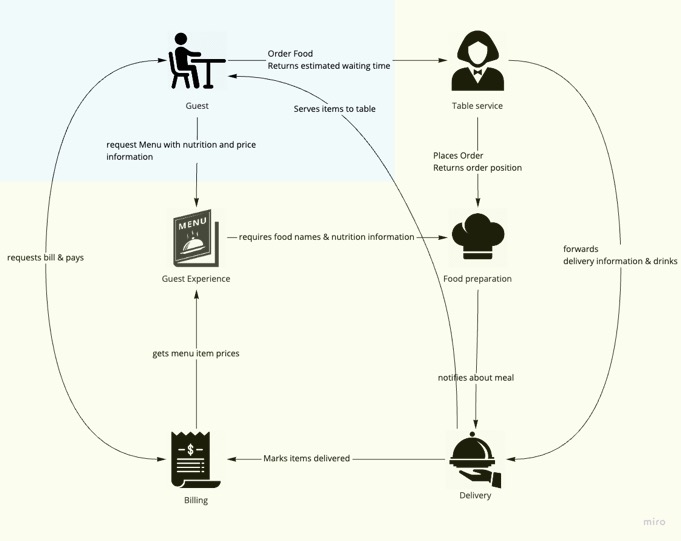 Order Food
Returns estimated waiting time
Guest
Table service
Serves items to table
request Menu with nutrition and price
information
Places Order
Returns order position
MENU
requires food names & nutrition information
forwards
delivery information & drinks
requests bill & pays
Guest Experience
Food preparation
gets menu item prices
notifies about meal
$
Marks items delivered
Billing
Delivery
miro